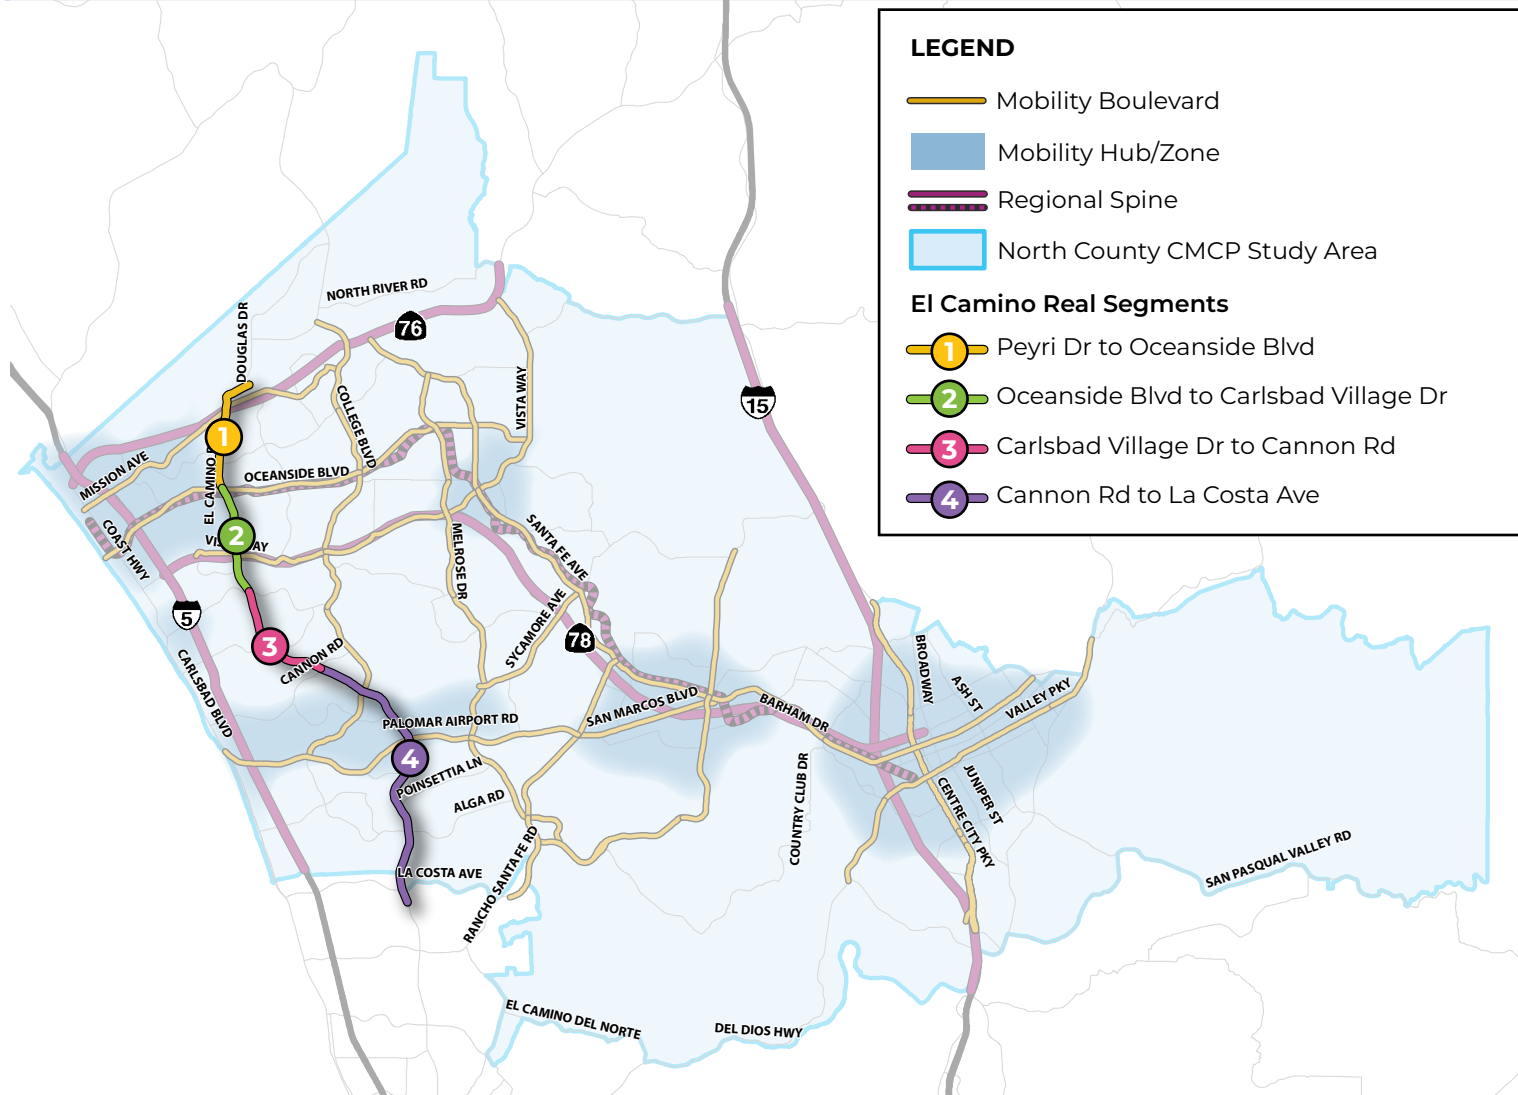 LEGEND
Mobility Boulevard
Mobility Hub/Zone
Regional Spine
North County CMCP Study Area
El Camino Real Segments
1 Peyri Dr to Oceanside Blvd
2 Oceanside Blvd to Carlsbad Village Dr
3 Carlsbad Village Dr to Cannon Rd
4 Cannon Rd to La Costa Ave
NORTH RIVER RD
76
DOUGLAS DR
15
VISTA WAY
COLLEGE BLVD
1
MISSION AVE
EL CAMINO
OCEANSIDE BLVD
COAST HWY
2
MELROSE DR
SANTA FE AVE
5
SYCAMORE AVE
78
3
CANNON RD
CARLSBAD BLVD
BROADWAY
ASH ST
VALLEY PKY
PALOMAR AIRPORT RD
SAN MARCOS BLVD
BARHAM DR
4
POINSETTIA LN
ALGA RD
COUNTRY CLUB DR
JUNIPER ST
CENTRE CITY PKY
LA COSTA AVE
RANCHO SANTA FE RD
SAN PASQUAL VALLEY RD
EL CAMINO DEL NORTE
DEL DIOS HWY